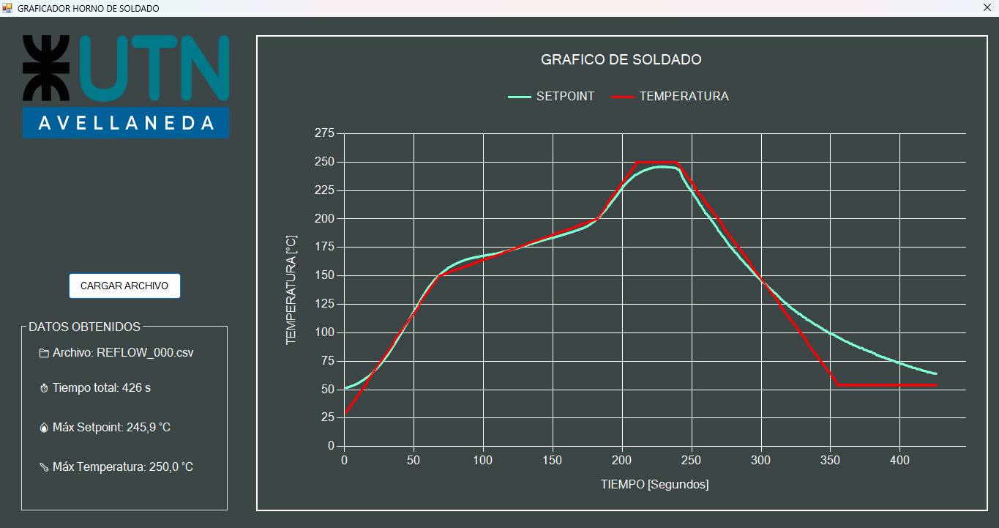 GRAFICADOR HORNO DE SOLDADO
UTN
AVELLANEDA
CARGAR ARCHIVO
DATOS OBTENIDOS
Archivo: REFLOW_000.csv
Tiempo total: 426 s
Máx Setpoint: 245,9 °C
Máx Temperatura: 250,0 °C
GRAFICO DE SOLDADO
SETPOINT
TEMPERATURA
TEMPERATURA [°C]
275
250
225
200
175
150
125
100
75
50
25
0
0 50 100 150 200 250 300 350 400
TIEMPO [Segundos]